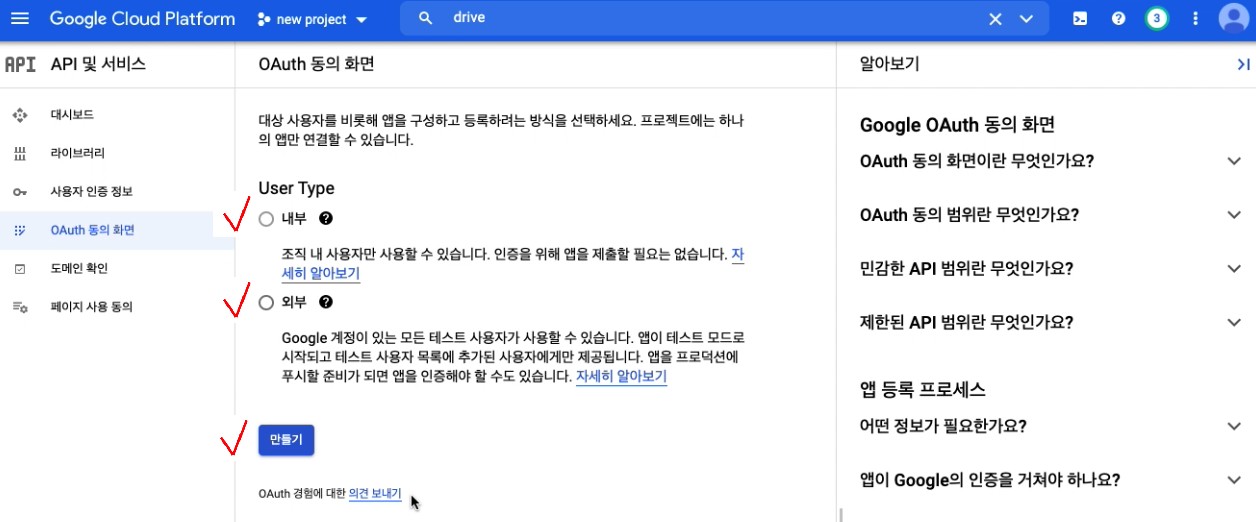 Google Cloud Platform
new project
drive
3
API
API 및 서비스
대시보드
라이브러리
사용자 인증 정보
OAuth 동의 화면
도메인 확인
페이지 사용 동의
OAuth 동의 화면
대상 사용자를 비롯해 앱을 구성하고 등록하려는 방식을 선택하세요. 프로젝트에는 하나
의 앱만 연결할 수 있습니다.
User Type
내부
조직 내 사용자만 사용할 수 있습니다. 인증을 위해 앱을 제출할 필요는 없습니다. 자
세히 알아보기
외부
Google 계정이 있는 모든 테스트 사용자가 사용할 수 있습니다. 앱이 테스트 모드로
시작되고 테스트 사용자 목록에 추가된 사용자에게만 제공됩니다. 앱을 프로덕션에
푸시할 준비가 되면 앱을 인증해야 할 수도 있습니다. 자세히 알아보기
만들기
OAuth 경험에 대한 의견 보내기
알아보기
Google OAuth 동의 화면
OAuth 동의 화면이란 무엇인가요?
OAuth 동의 범위란 무엇인가요?
민감한 API 범위란 무엇인가요?
제한된 API 범위란 무엇인가요?
앱 등록 프로세스
어떤 정보가 필요한가요?
앱이 Google의 인증을 거쳐야 하나요?